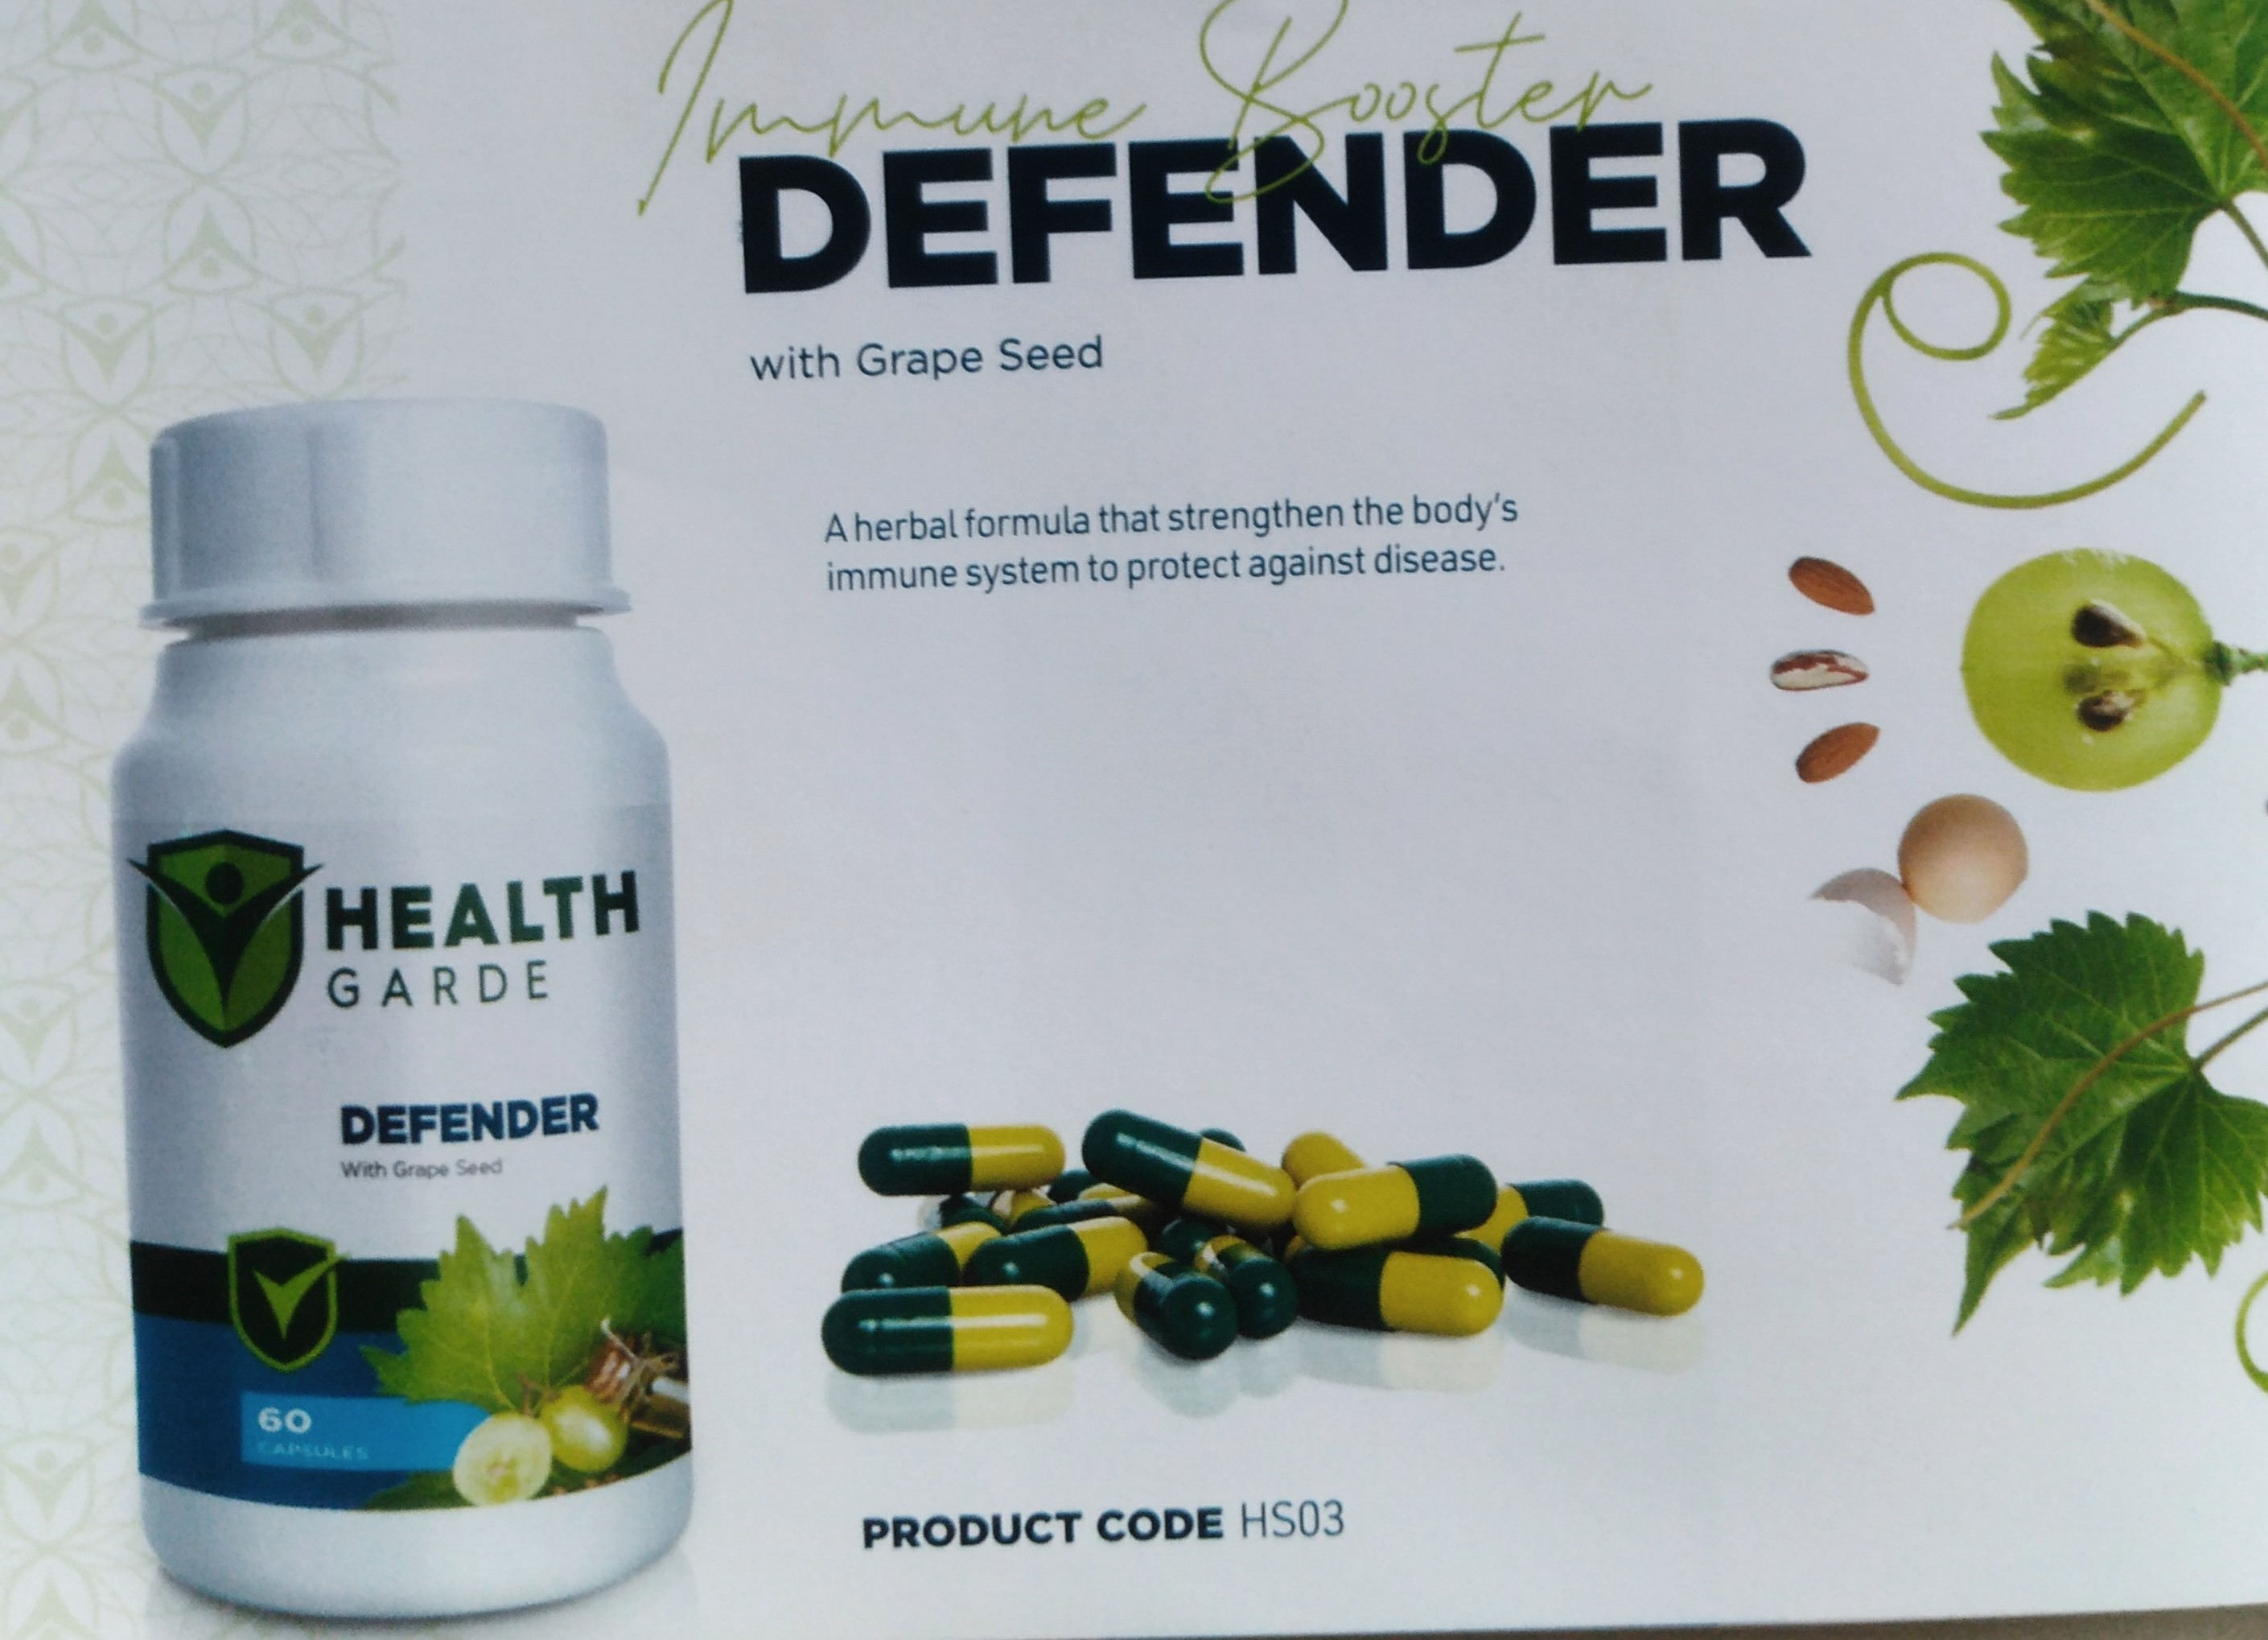 Immune Booster
DEFENDER
with Grape Seed
A herbal formula that strengthen the body's
immune system to protect against disease.
HEALTH
GARDE
DEFENDER
With Grape Seed
60
CAPSULES
PRODUCT CODE HS03